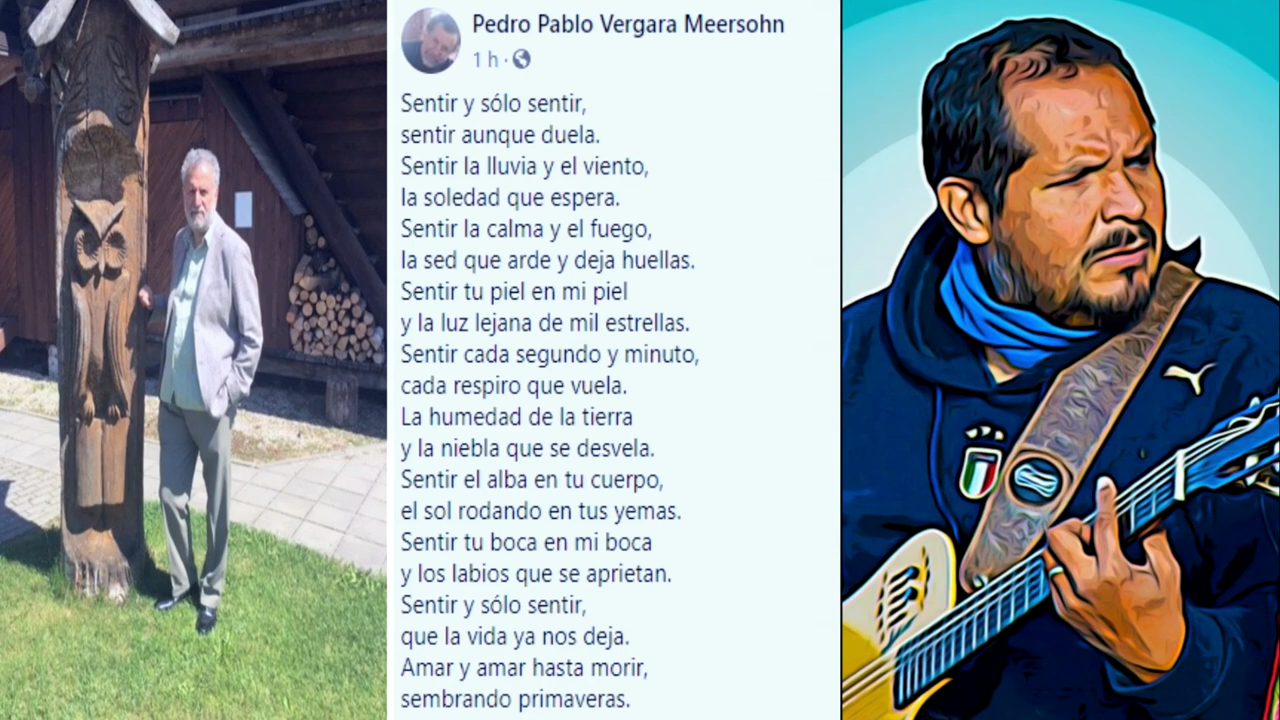 Pedro Pablo Vergara Meersohn
1 h ·
Sentir y sólo sentir,
sentir aunque duela.
Sentir la lluvia y el viento,
la soledad que espera.
Sentir la calma y el fuego,
la sed que arde y deja huellas.
Sentir tu piel en mi piel
y la luz lejana de mil estrellas.
Sentir cada segundo y minuto,
cada respiro que vuela.
La humedad de la tierra
y la niebla que se desvela.
Sentir el alba en tu cuerpo,
el sol rodando en tus yemas.
Sentir tu boca en mi boca
y los labios que se aprietan.
Sentir y sólo sentir,
que la vida ya nos deja.
Amar y amar hasta morir,
sembrando primaveras.